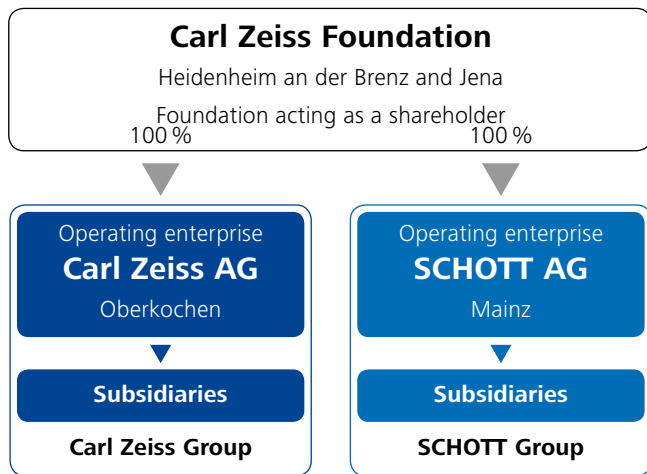 Carl Zeiss Foundation
Heidenheim an der Brenz and Jena
Foundation acting as a shareholder
100 %
100 %
Operating enterprise
Carl Zeiss AG
Oberkochen
Subsidiaries
Carl Zeiss Group
Operating enterprise
SCHOTT AG
Mainz
Subsidiaries
SCHOTT Group